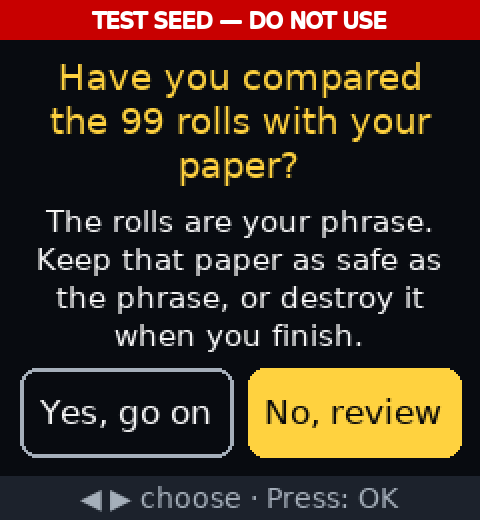 TEST SEED — DO NOT USE
Have you compared
the 99 rolls with your
paper?
The rolls are your phrase.
Keep that paper as safe as
the phrase, or destroy it
when you finish.
Yes, go on
No, review
◀ ▶ choose · Press: OK